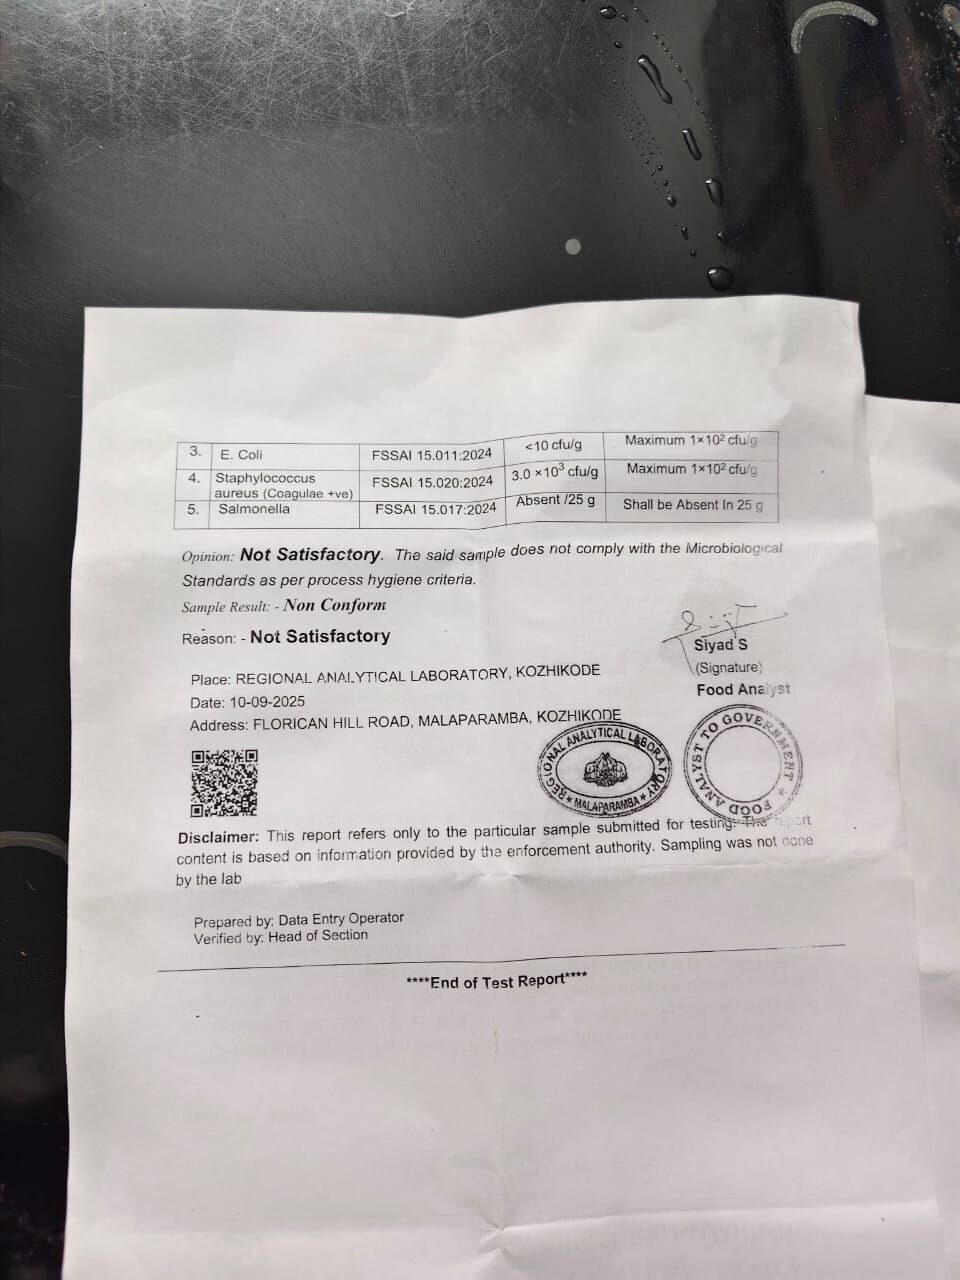 3. E. Coli FSSAI 15.011:2024 <10 cfu/g Maximum 1×10² cfu/g
4. Staphylococcus aureus (Coagulae +ve) FSSAI 15.020:2024 3.0 ×10³ cfu/g Maximum 1×10² cfu/g
5. Salmonella FSSAI 15.017:2024 Absent /25 g Shall be Absent In 25 g
Opinion: Not Satisfactory. The said sample does not comply with the Microbiological
Standards as per process hygiene criteria.
Sample Result: - Non Conform
Reason: - Not Satisfactory
Siyad S
(Signature)
Food Analyst
Place: REGIONAL ANALYTICAL LABORATORY, KOZHIKODE
Date: 10-09-2025
Address: FLORICAN HILL ROAD, MALAPARAMBA, KOZHIKODE
REGIONAL ANALYTICAL LABORATORY
★ MALAPARAMBA ★
FOOD ANALYST TO GOVERNMENT ★
Disclaimer: This report refers only to the particular sample submitted for testing. The report
content is based on information provided by the enforcement authority. Sampling was not done
by the lab
Prepared by: Data Entry Operator
Verified by: Head of Section
****End of Test Report****